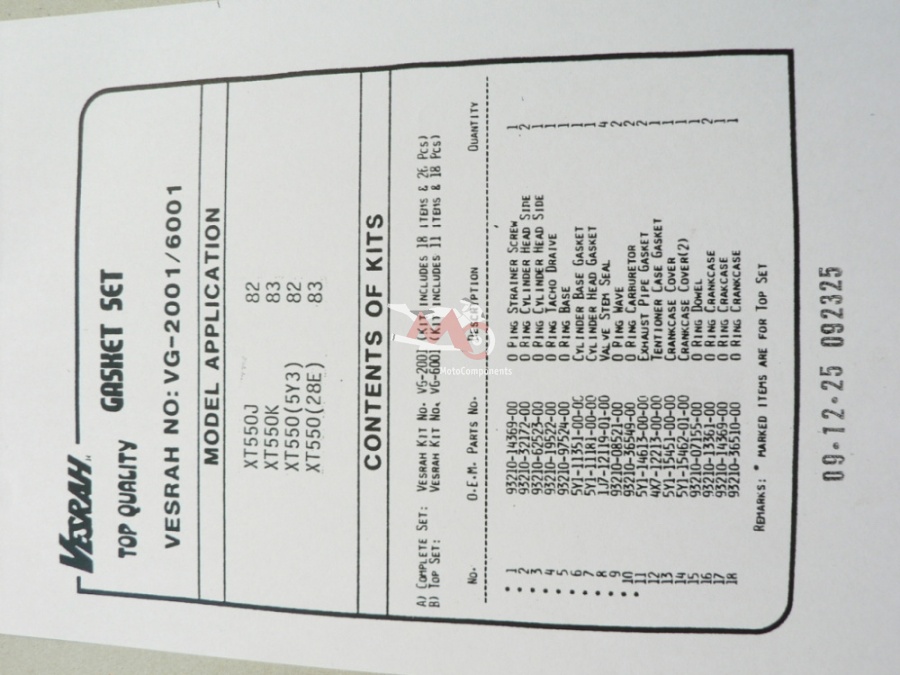 VESRAH
TOP QUALITY GASKET SET
VESRAH NO: VG-2001/6001
MODEL APPLICATION
XT550J 82
XT550K 83
XT550(5Y3) 82
XT550(28E) 83
CONTENTS OF KITS
A) COMPLETE SET: VESRAH KIT NO. VG-2001 (KIT INCLUDES 18 ITEMS & 26 PCS)
B) TOP SET: VESRAH KIT NO. VG-6001 (KIT INCLUDES 11 ITEMS & 18 PCS)
NO. O.E.M. PARTS NO. DESCRIPTION QUANTITY
* 1 93210-14369-00 O RING STRAINER SCREW 1
* 2 93210-32172-00 O RING CYLINDER HEAD SIDE 2
* 3 93210-62523-00 O RING CYLINDER HEAD SIDE 1
* 4 93210-19522-00 O RING TACHO DRAIVE 1
* 5 93210-97524-00 O RING BASE 1
* 6 5Y1-11351-00-00 CYLINDER BASE GASKET 1
* 7 5Y1-11181-00-00 CYLINDER HEAD GASKET 1
* 8 1J7-12119-01-00 VALVE STEM SEAL 4
* 9 93210-08521-00 O RING WAVE 2
* 10 93210-36549-00 O RING CARBURETOR 2
* 11 5Y1-14613-00-00 EXHAUST PIPE GASKET 2
12 4X7-12213-00-00 TENTIONER CASE GASKET 1
13 5Y1-15451-00-00 CRANKCASE COVER 1
14 5Y1-15462-01-00 CRANKCASE COVER(2) 1
15 93210-07155-00 O RING DOWEL 1
16 93210-13361-00 O RING CRANKCASE 2
17 93210-14369-00 O RING CRAKCASE 1
18 93210-36510-00 O RING CRANKCASE 1
REMARKS: * MARKED ITEMS ARE FOR TOP SET
09.12.25 092325
MotoComponents